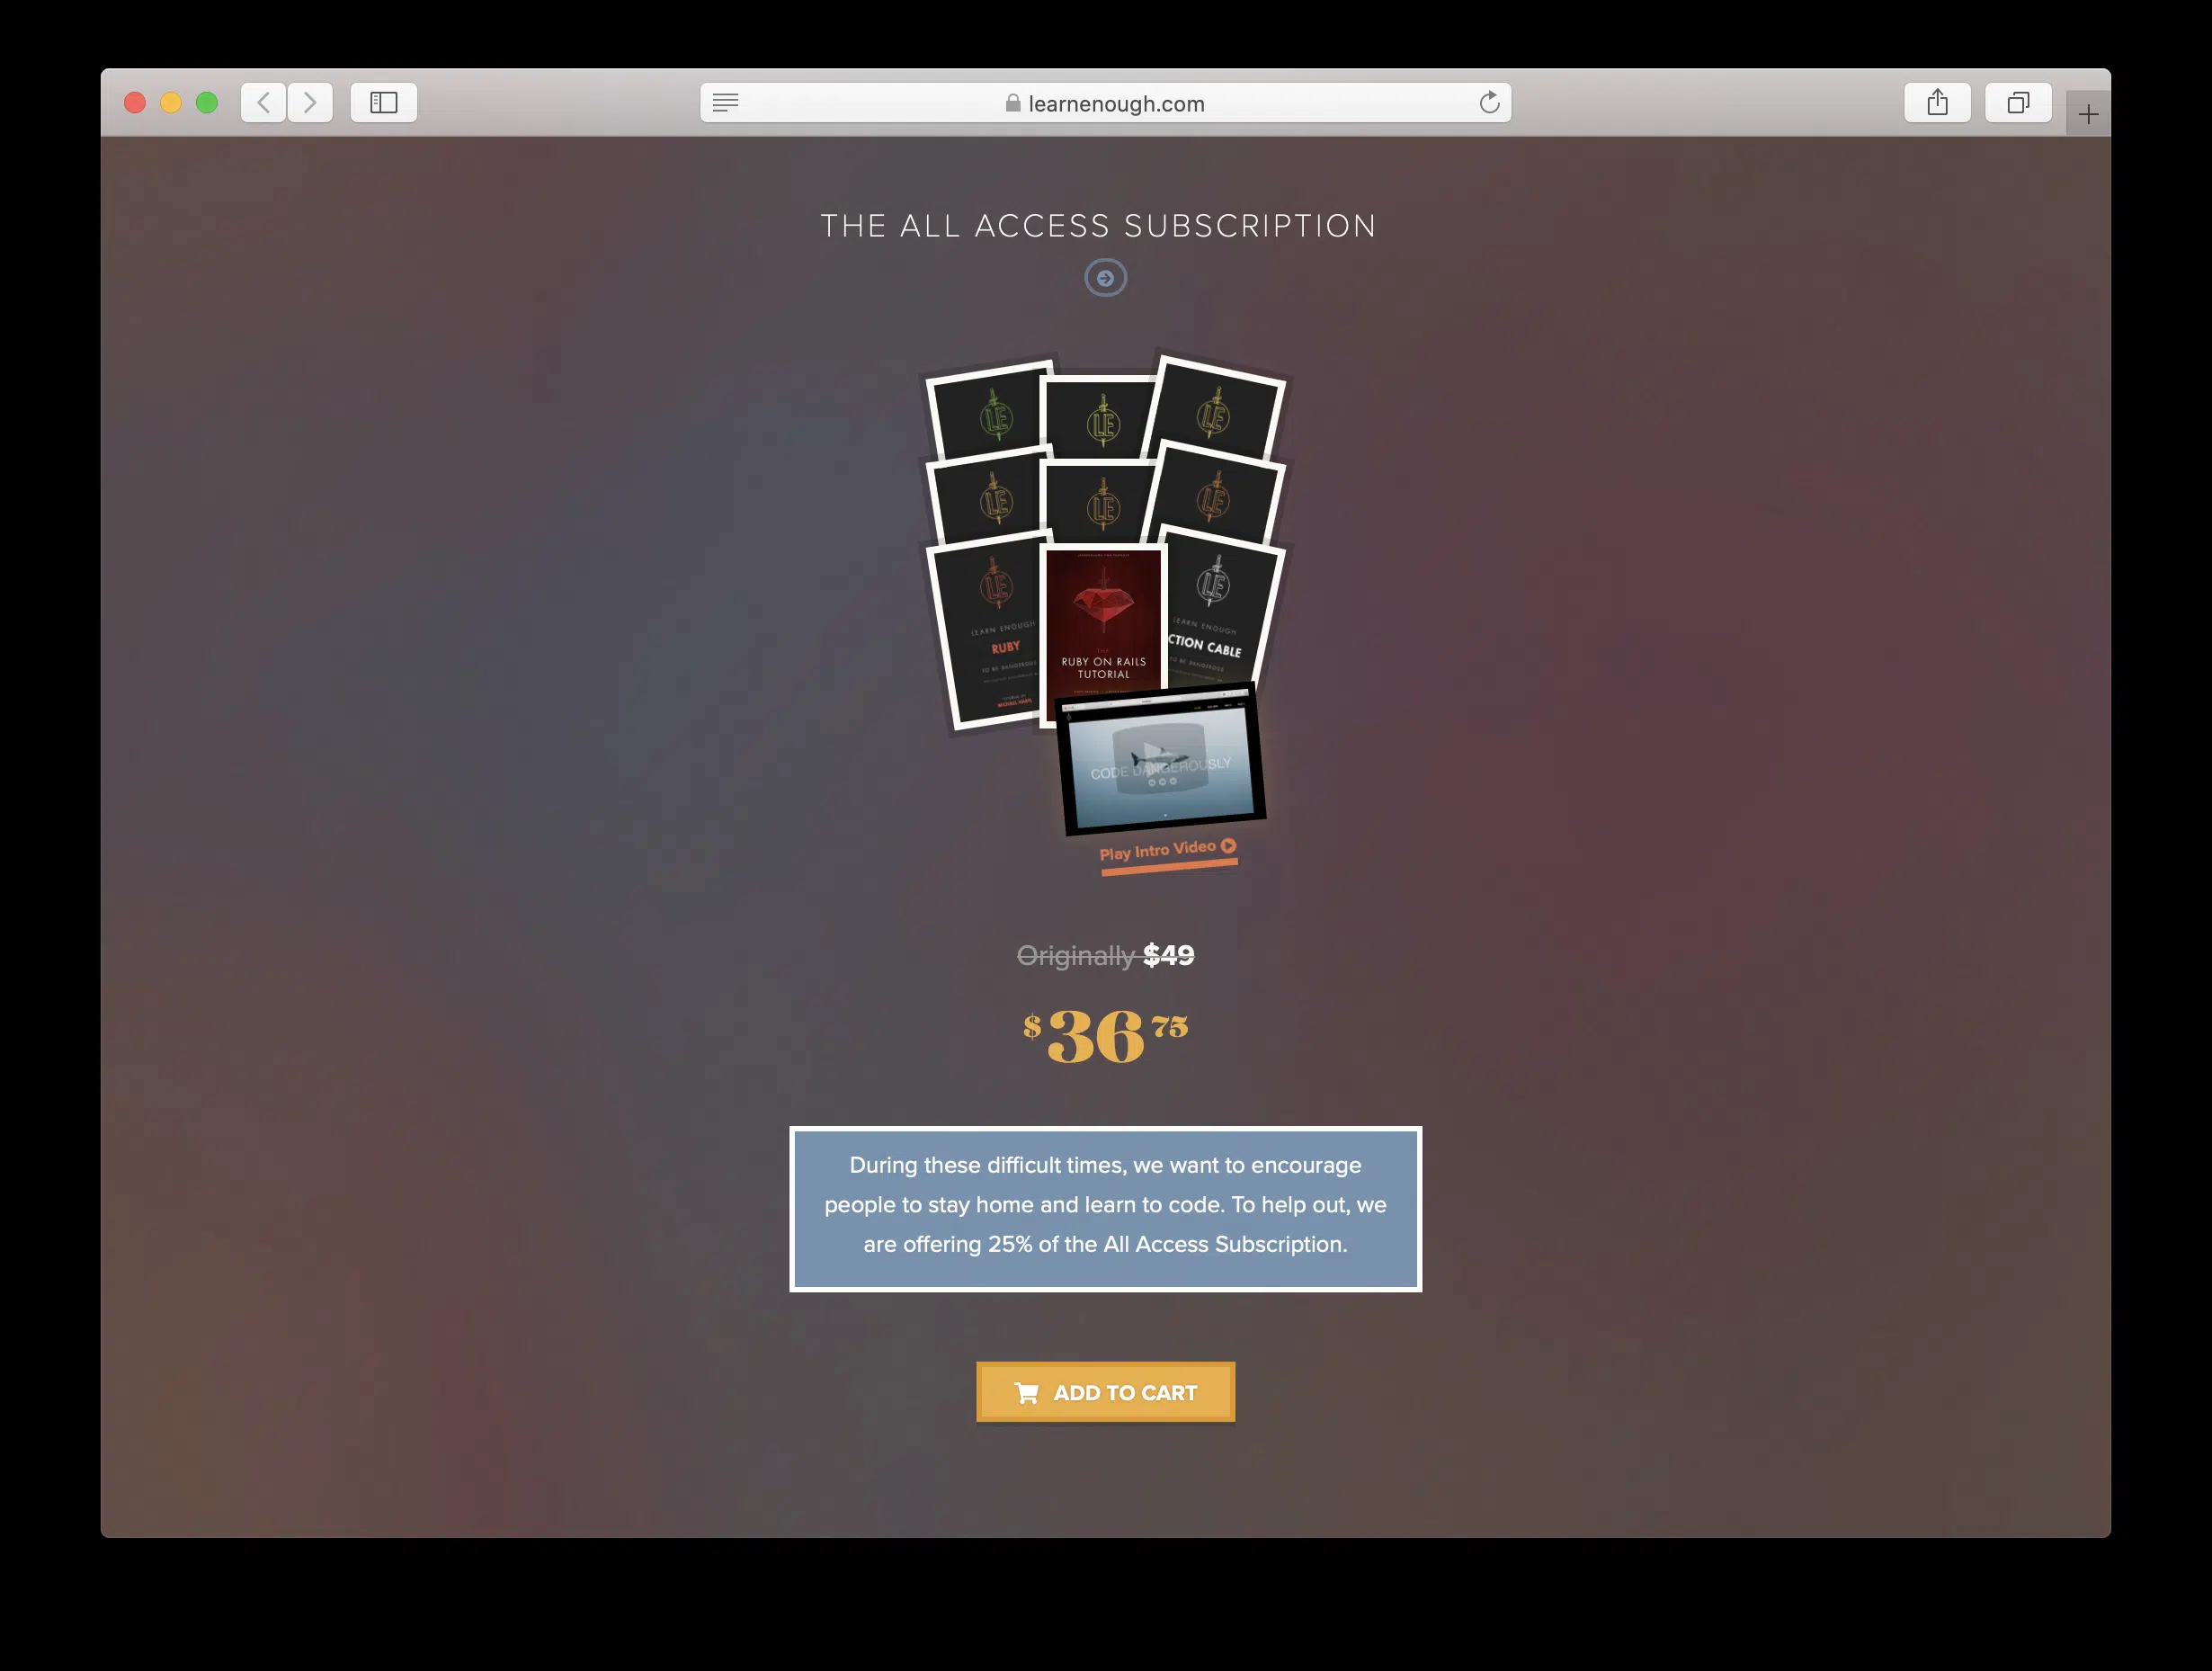 learnenough.com
THE ALL ACCESS SUBSCRIPTION
LE
LE
LE
LE
LE
LE
LE
LE
LEARN ENOUGH
RUBY
TO BE DANGEROUS
MICHAEL HARTL
THE
RUBY ON RAILS
TUTORIAL
LEARN ENOUGH
CTION CABLE
TO BE DANGEROUS
CODE DANGEROUSLY
Play Intro Video
Originally $49
$36 75
During these difficult times, we want to encourage
people to stay home and learn to code. To help out, we
are offering 25% of the All Access Subscription.
ADD TO CART